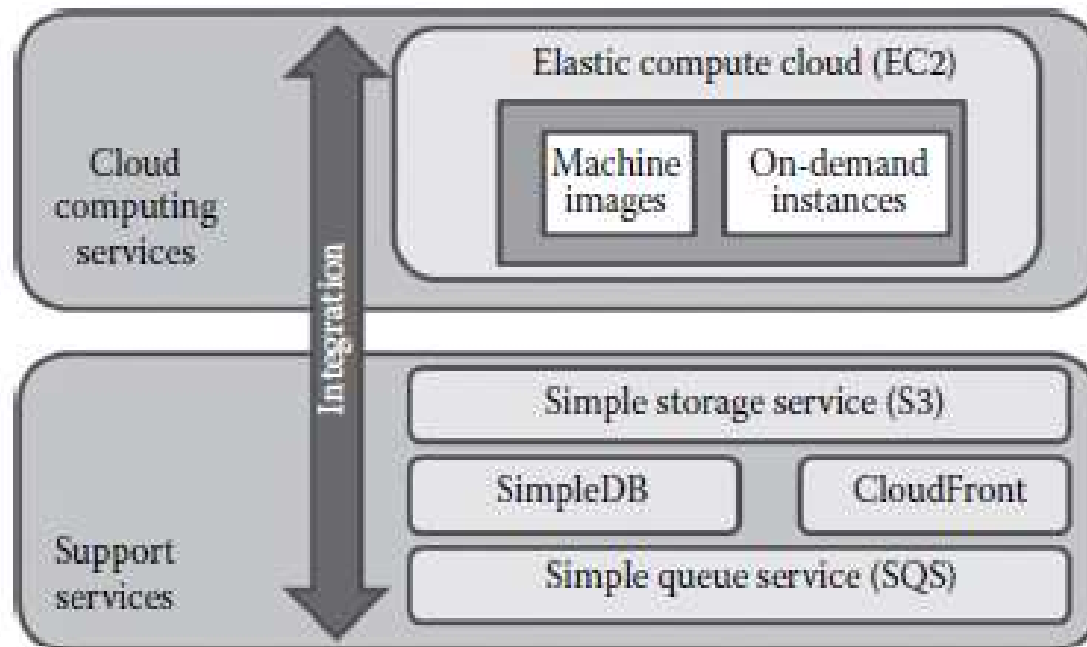 Elastic compute cloud (EC2)
Machine
images
On-demand
instances
Cloud
computing
services
Integration
Simple storage service (S3)
SimpleDB
CloudFront
Simple queue service (SQS)
Support
services